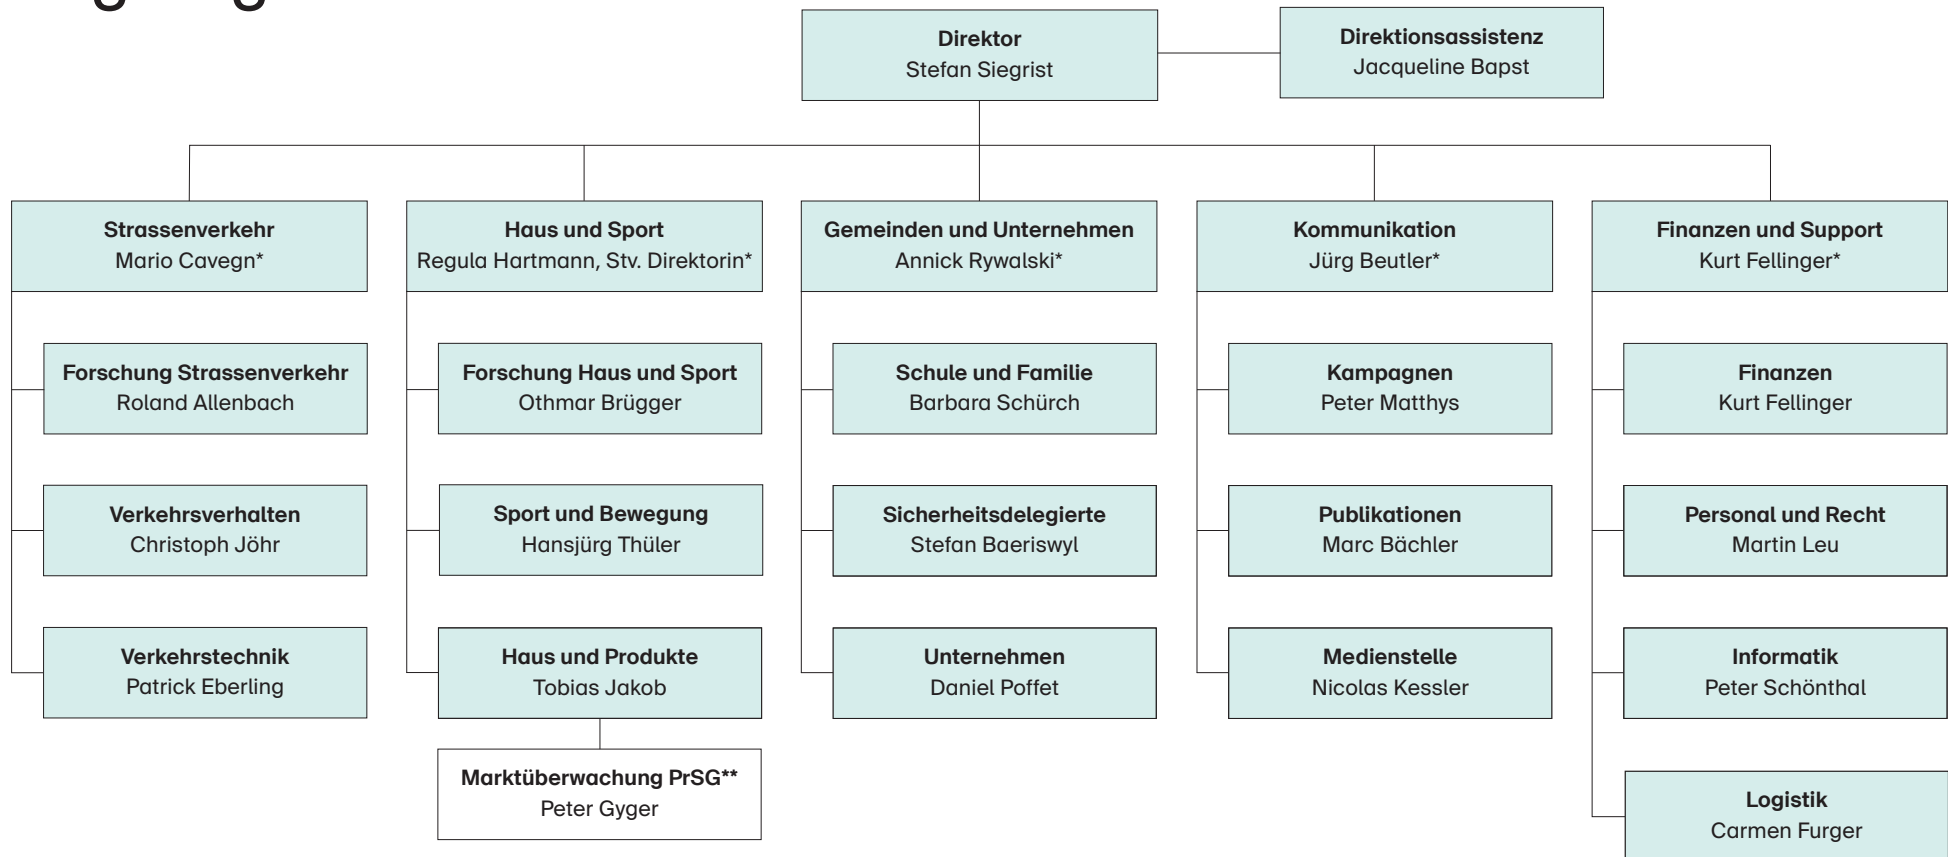 Direktor
Stefan Siegrist
Direktionsassistenz
Jacqueline Bapst
Strassenverkehr
Mario Cavegn*
Haus und Sport
Regula Hartmann, Stv. Direktorin*
Gemeinden und Unternehmen
Annick Rywalski*
Kommunikation
Jürg Beutler*
Finanzen und Support
Kurt Fellinger*
Forschung Strassenverkehr
Roland Allenbach
Forschung Haus und Sport
Othmar Brügger
Schule und Familie
Barbara Schürch
Kampagnen
Peter Matthys
Finanzen
Kurt Fellinger
Verkehrsverhalten
Christoph Jöhr
Sport und Bewegung
Hansjürg Thüler
Sicherheitsdelegierte
Stefan Baeriswyl
Publikationen
Marc Bächler
Personal und Recht
Martin Leu
Verkehrstechnik
Patrick Eberling
Haus und Produkte
Tobias Jakob
Unternehmen
Daniel Poffet
Medienstelle
Nicolas Kessler
Informatik
Peter Schönthal
Marktüberwachung PrSG**
Peter Gyger
Logistik
Carmen Furger